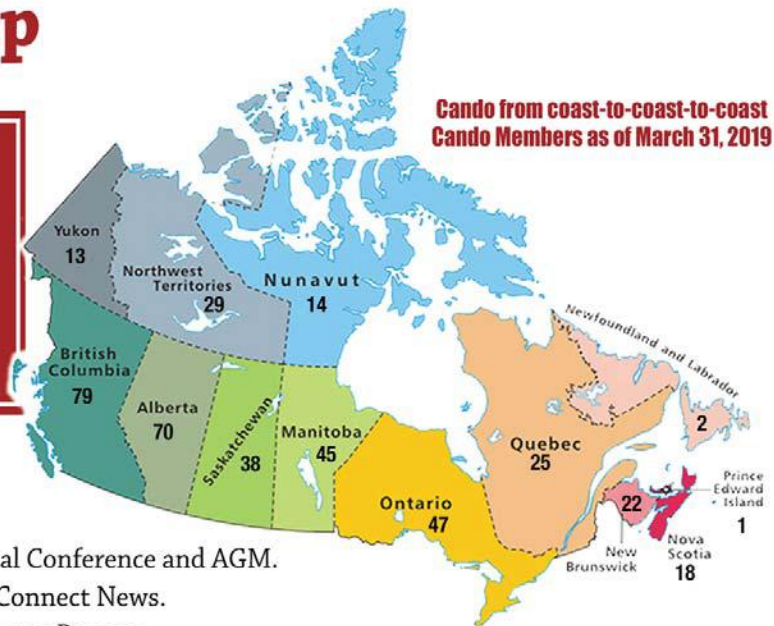 p
Cando from coast-to-coast-to-coast
Cando Members as of March 31, 2019
Yukon
13
Northwest
Territories
29
Nunavut
14
British
Columbia
79
Alberta
70
Saskatchewan
38
Manitoba
45
Ontario
47
Quebec
25
Newfoundland and Labrador
2
Prince
Edward
Island
1
22
New
Brunswick
Nova
Scotia
18
al Conference and AGM.
Connect News.